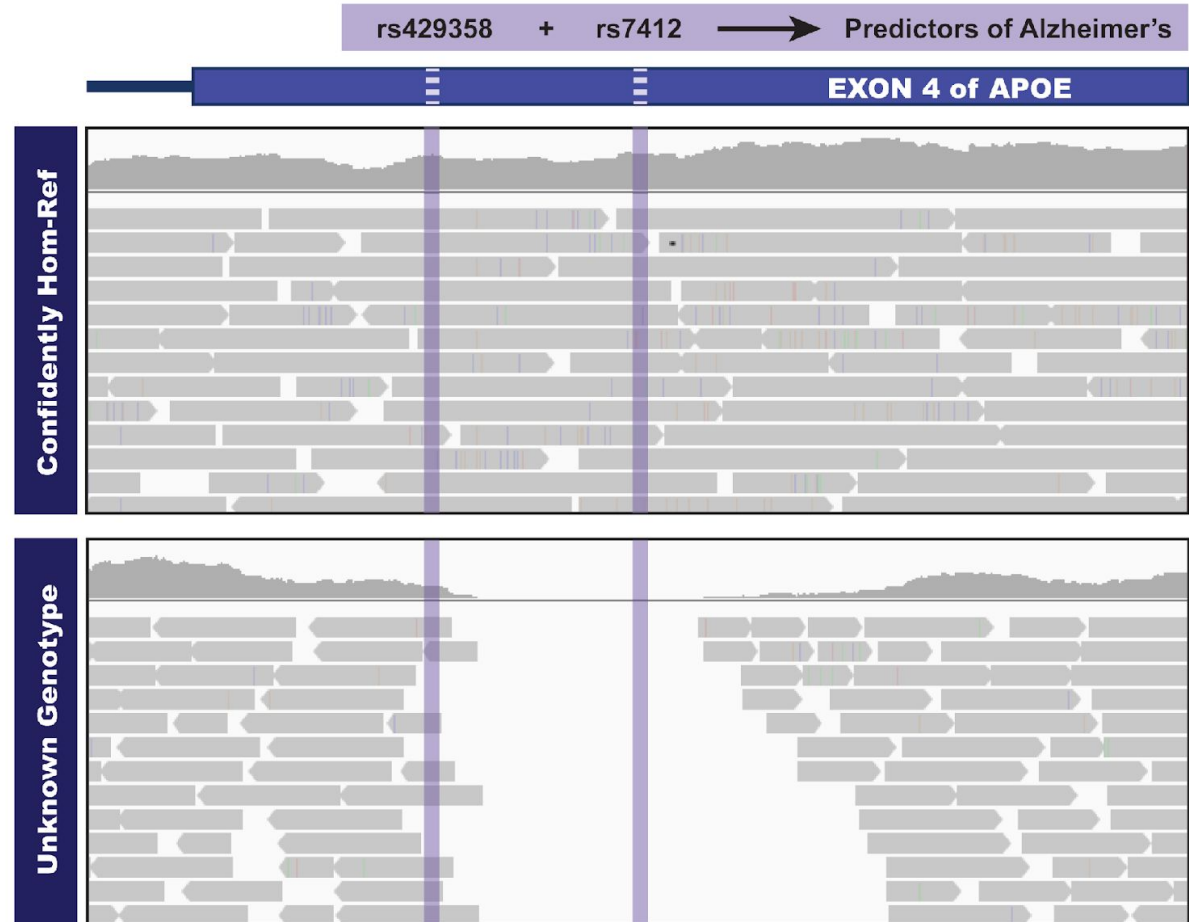 rs429358 + rs7412 → Predictors of Alzheimer's
EXON 4 of APOE
Confidently Hom-Ref
Unknown Genotype